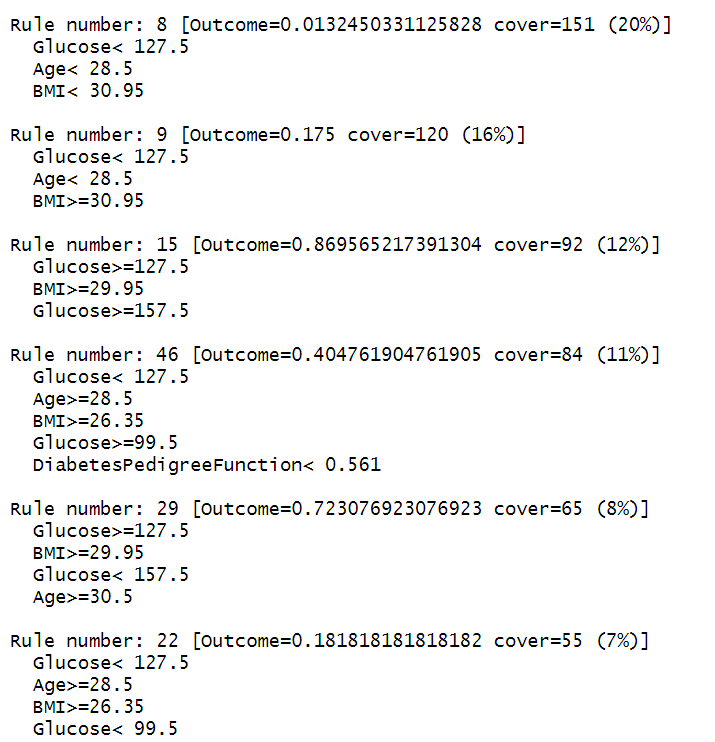 Rule number: 8 [Outcome=0.0132450331125828 cover=151 (20%)]
Glucose< 127.5
Age< 28.5
BMI< 30.95
Rule number: 9 [Outcome=0.175 cover=120 (16%)]
Glucose< 127.5
Age< 28.5
BMI>=30.95
Rule number: 15 [Outcome=0.869565217391304 cover=92 (12%)]
Glucose>=127.5
BMI>=29.95
Glucose>=157.5
Rule number: 46 [Outcome=0.404761904761905 cover=84 (11%)]
Glucose< 127.5
Age>=28.5
BMI>=26.35
Glucose>=99.5
DiabetesPedigreeFunction< 0.561
Rule number: 29 [Outcome=0.723076923076923 cover=65 (8%)]
Glucose>=127.5
BMI>=29.95
Glucose< 157.5
Age>=30.5
Rule number: 22 [Outcome=0.181818181818182 cover=55 (7%)]
Glucose< 127.5
Age>=28.5
BMI>=26.35
Glucose< 99.5